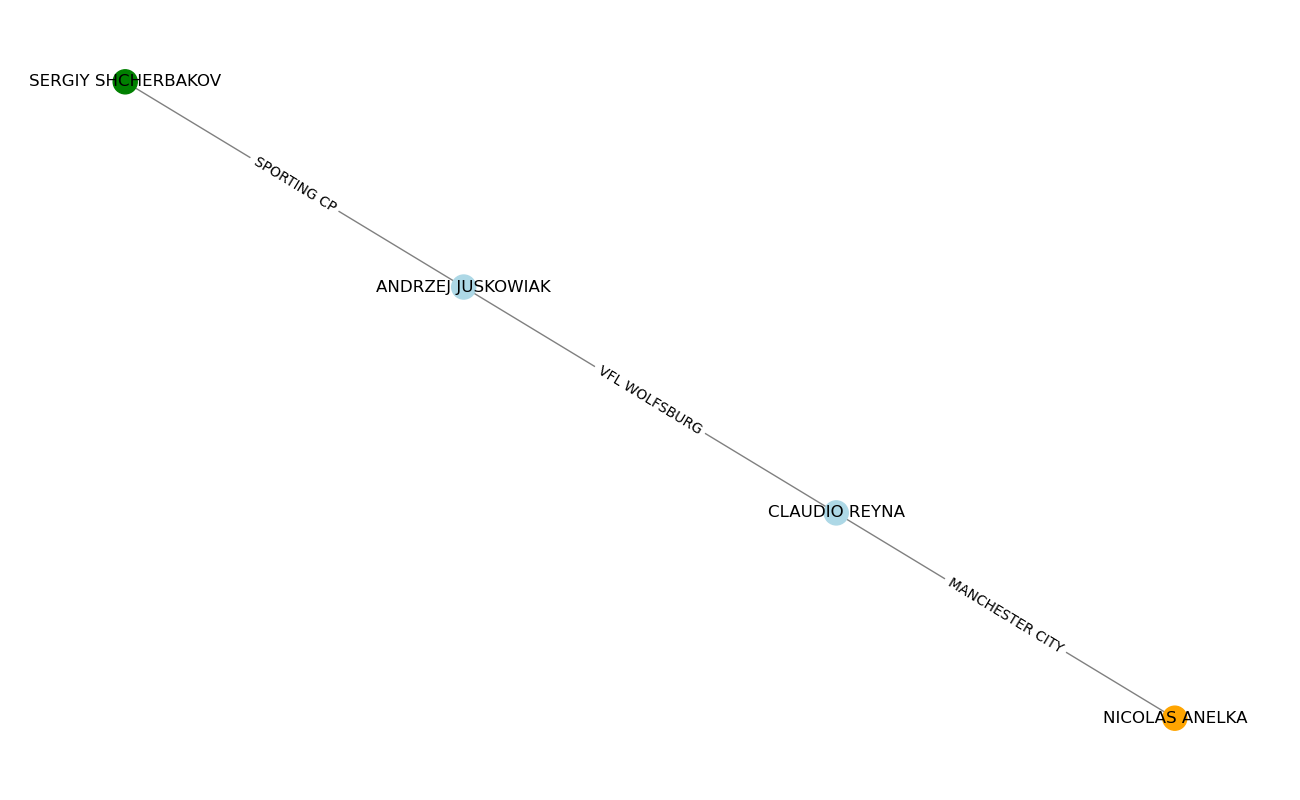 SERGIY SHCHERBAKOV
SPORTING CP
ANDRZEJ JUSKOWIAK
VFL WOLFSBURG
CLAUDIO REYNA
MANCHESTER CITY
NICOLAS ANELKA